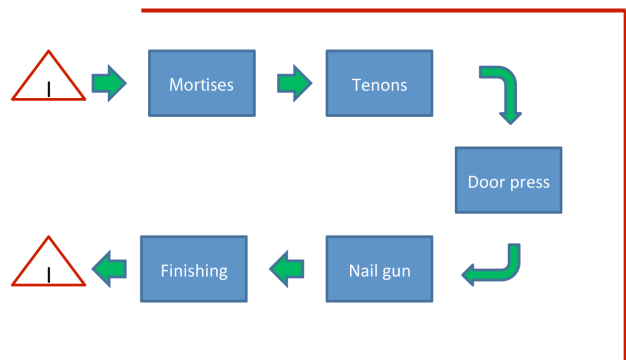 I
Mortises
Tenons
Door press
Nail gun
Finishing
I